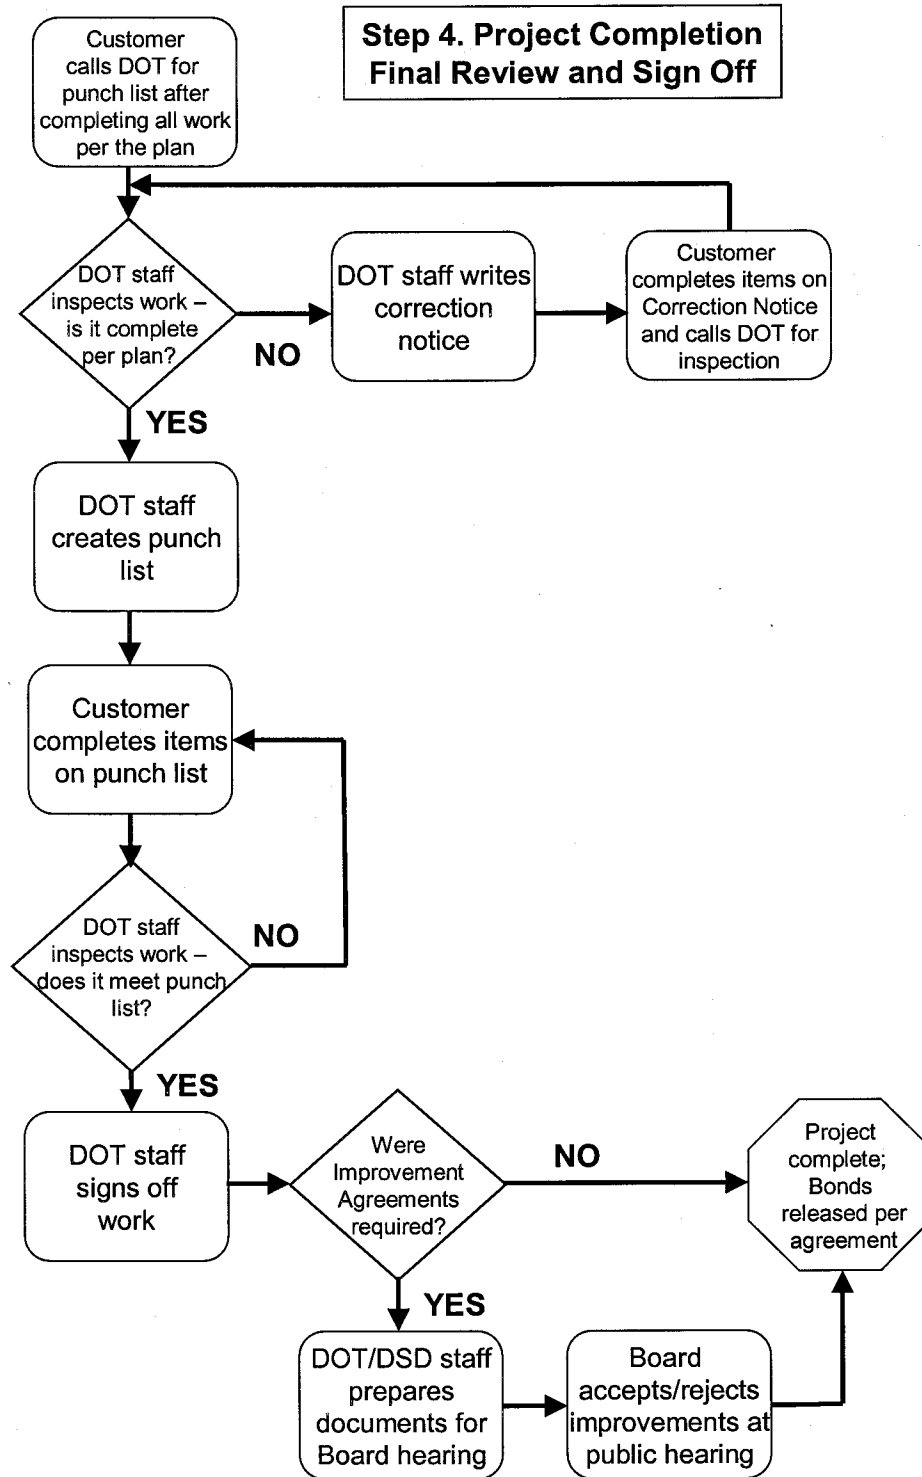 Step 4. Project Completion
Final Review and Sign Off
Customer
calls DOT for
punch list after
completing all work
per the plan
DOT staff
inspects work –
is it complete
per plan?
NO
DOT staff writes
correction
notice
Customer
completes items on
Correction Notice
and calls DOT for
inspection
YES
DOT staff
creates punch
list
Customer
completes items
on punch list
DOT staff
inspects work –
does it meet punch
list?
NO
YES
DOT staff
signs off
work
Were
Improvement
Agreements
required?
NO
Project
complete;
Bonds
released per
agreement
YES
DOT/DSD staff
prepares
documents for
Board hearing
Board
accepts/rejects
improvements at
public hearing